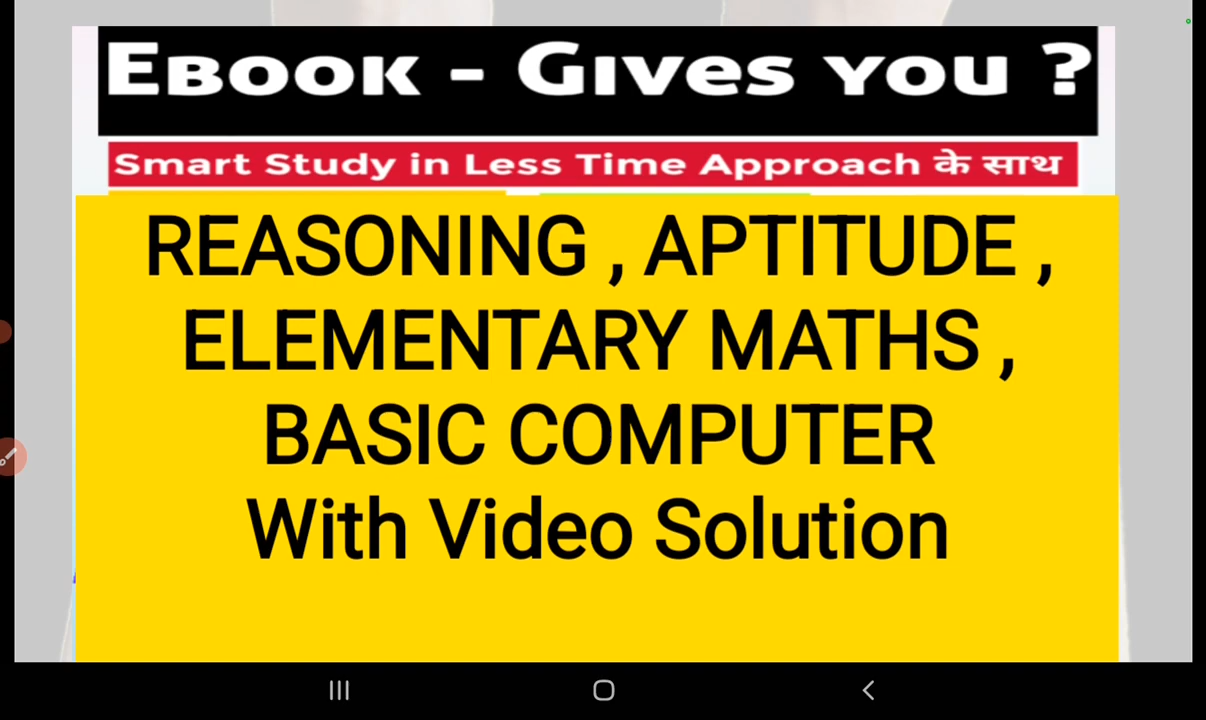 EBOOK - GIVES YOU ?
Smart Study in Less Time Approach के साथ
REASONING , APTITUDE ,
ELEMENTARY MATHS ,
BASIC COMPUTER
With Video Solution